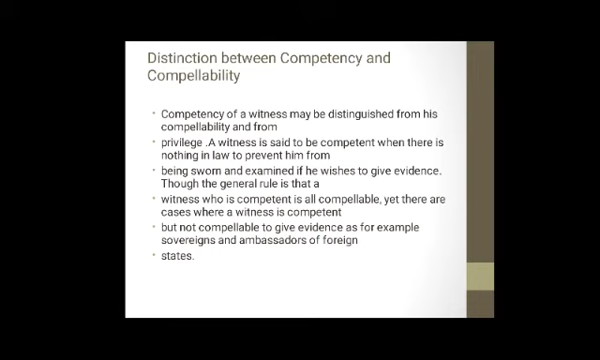 Distinction between Competency and
Compellability
• Competency of a witness may be distinguished from his
compellability and from
• privilege .A witness is said to be competent when there is
nothing in law to prevent him from
• being sworn and examined if he wishes to give evidence.
Though the general rule is that a
• witness who is competent is all compellable, yet there are
cases where a witness is competent
• but not compellable to give evidence as for example
sovereigns and ambassadors of foreign
• states.